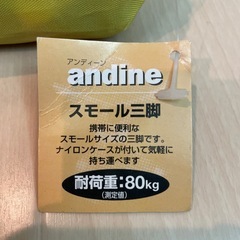 アンディーン
andine
スモール三脚
携帯に便利な
スモールサイズの三脚です。
ナイロンケースが付いて気軽に
持ち運べます
耐荷重:80kg
(測定値)